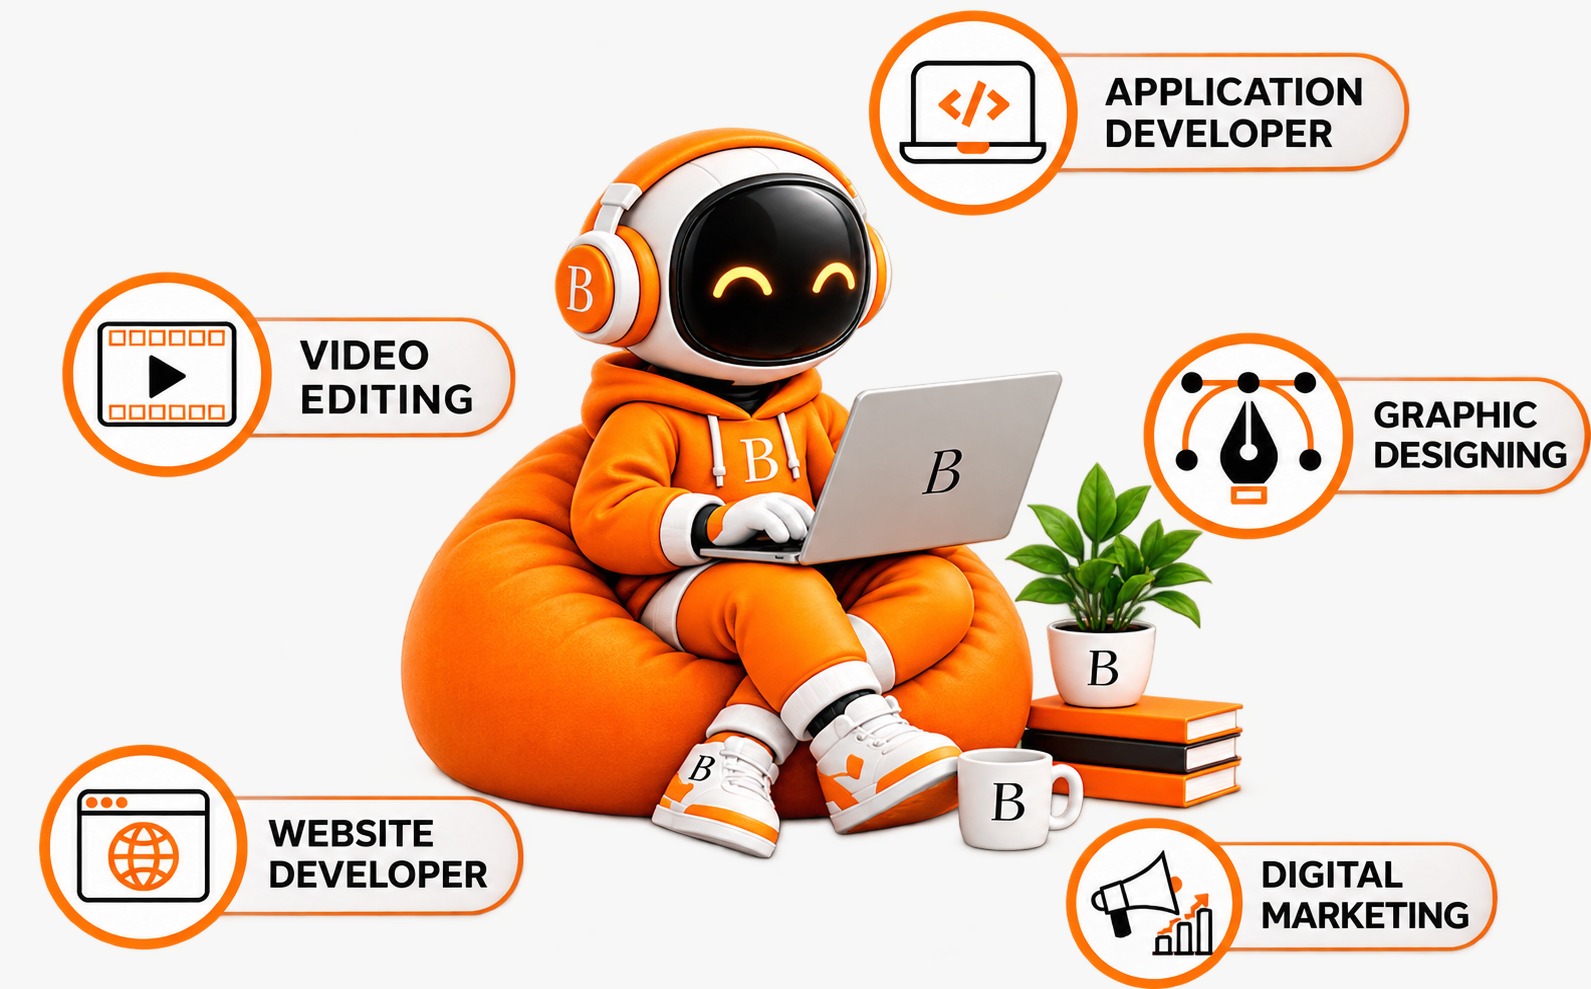 APPLICATION
DEVELOPER
VIDEO
EDITING
GRAPHIC
DESIGNING
WEBSITE
DEVELOPER
DIGITAL
MARKETING
B
B
B
B
B
B